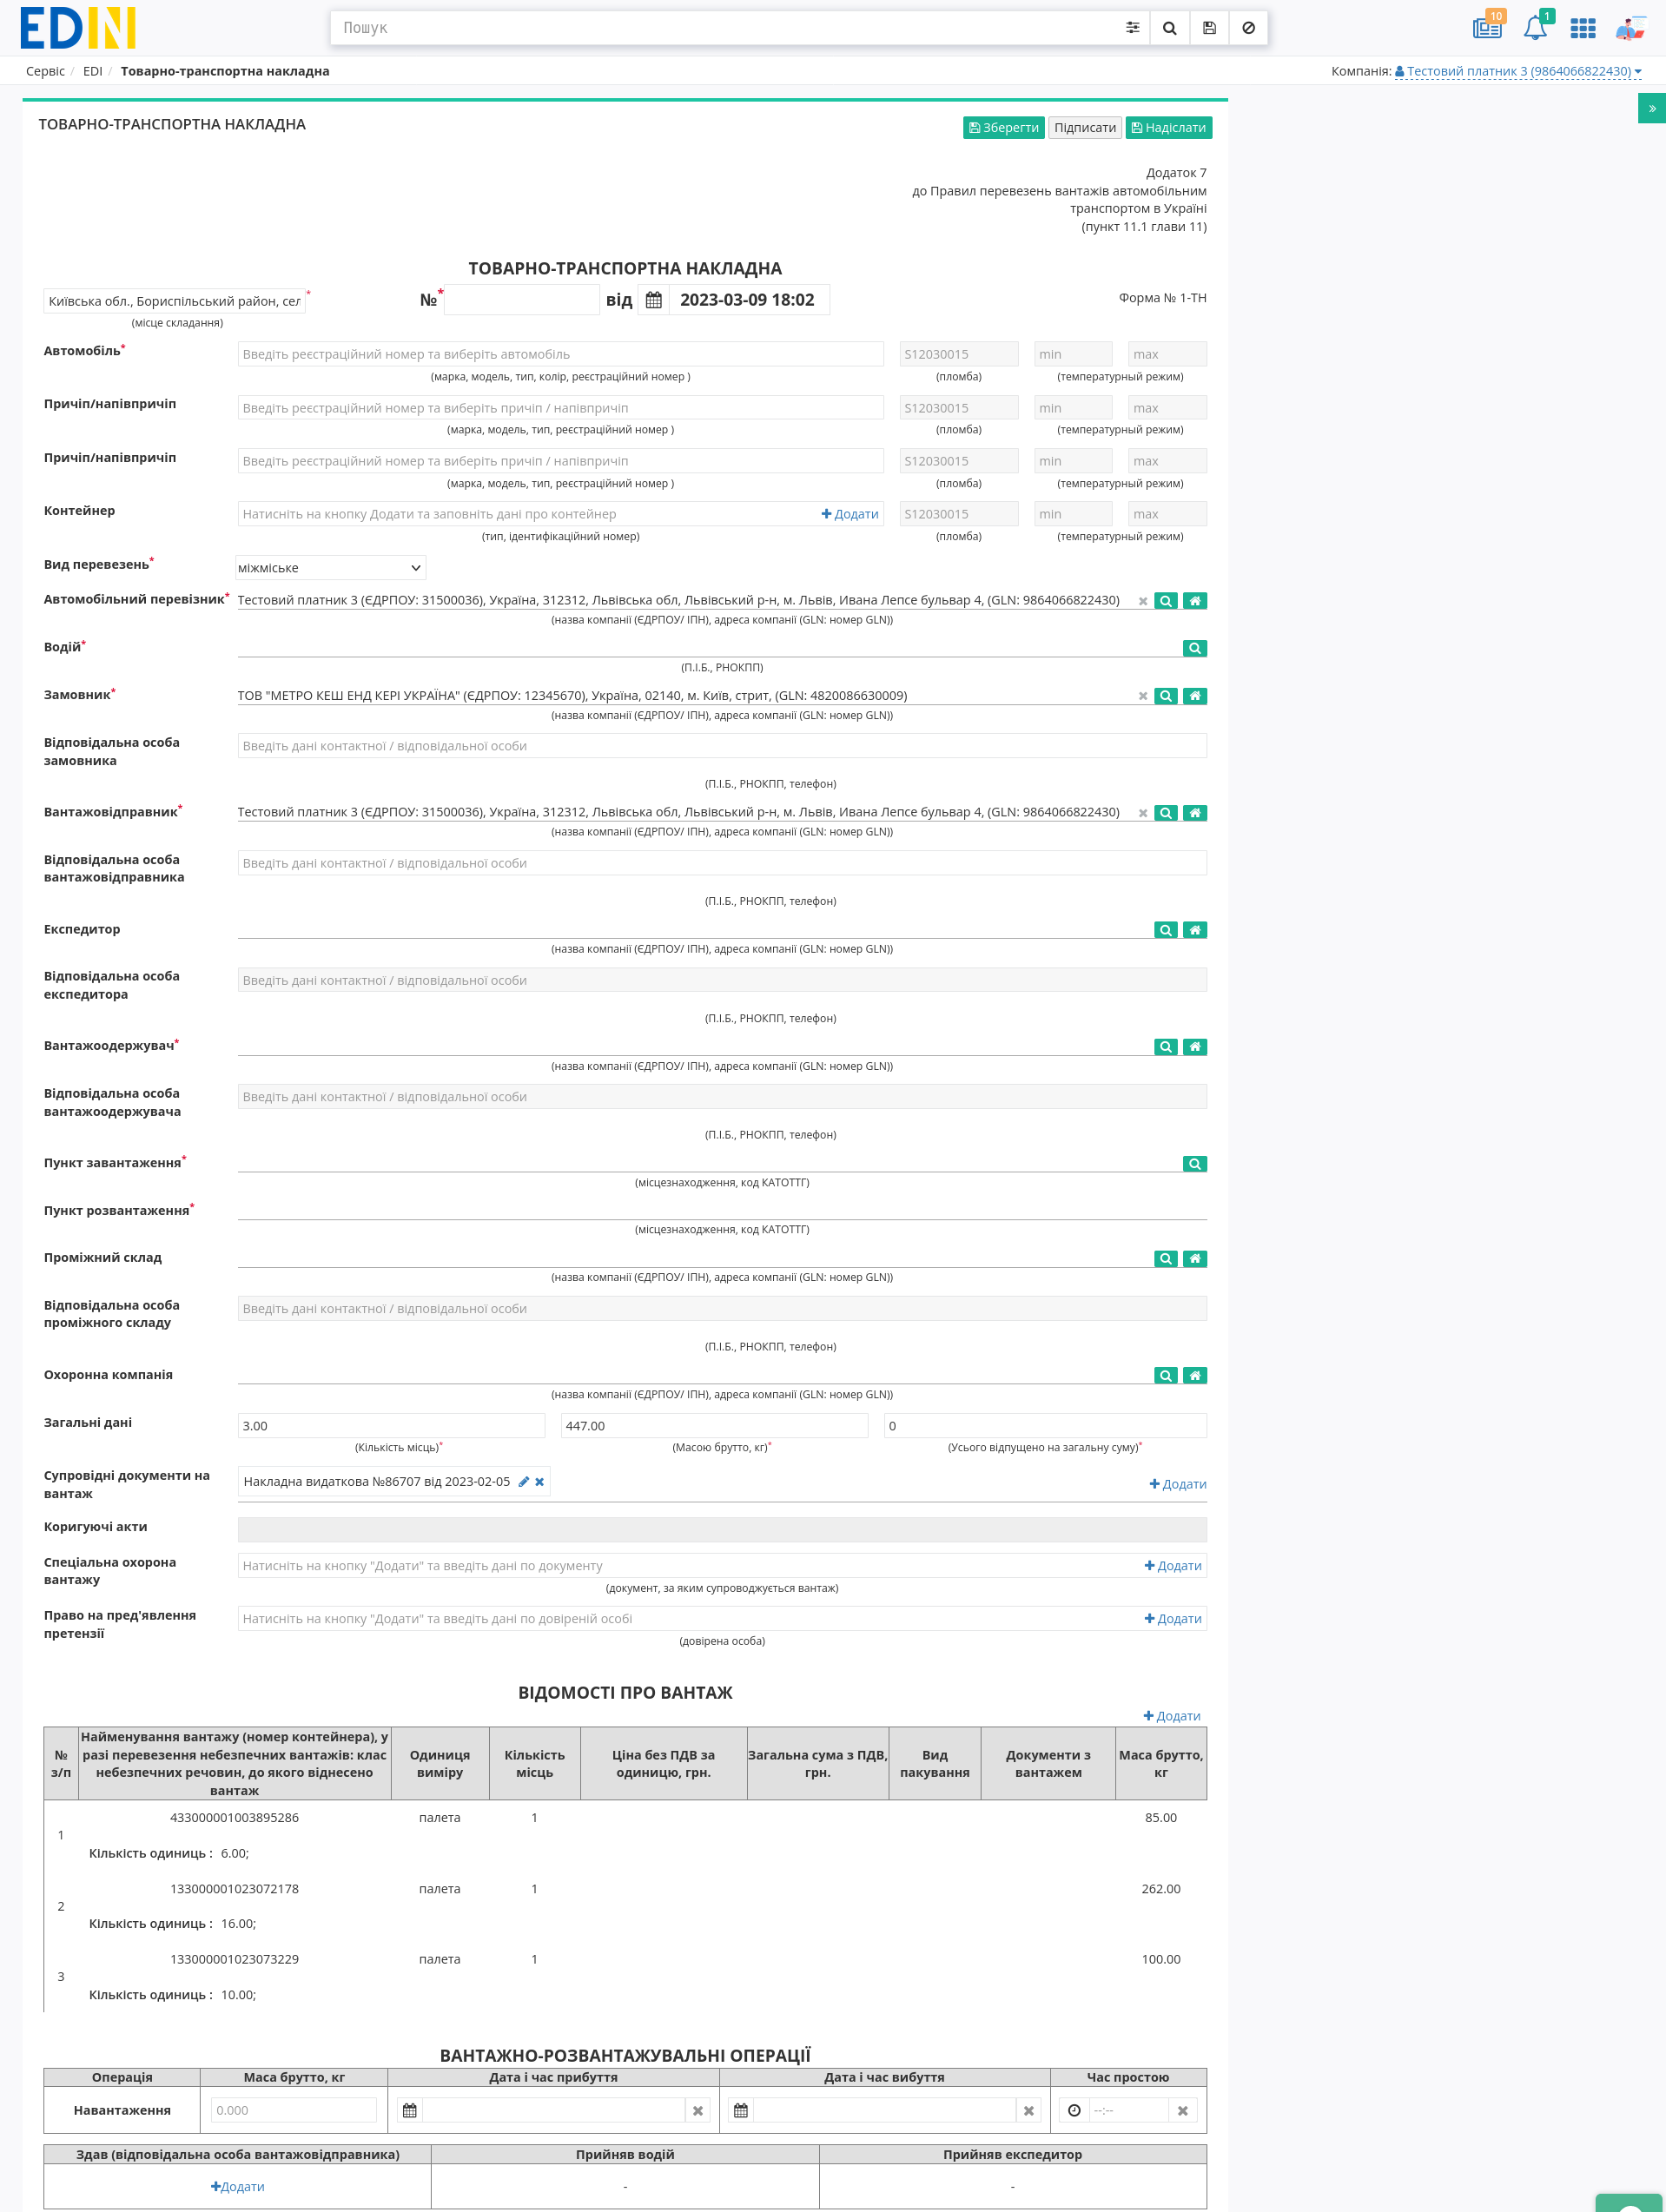 EDIN
Пошук
10
1
Сервіс / EDI / Товарно-транспортна накладна
Компанія: Тестовий платник 3 (9864066822430)
»
ТОВАРНО-ТРАНСПОРТНА НАКЛАДНА
Зберегти Підписати Надіслати
Додаток 7
до Правил перевезень вантажів автомобільним
транспортом в Україні
(пункт 11.1 глави 11)
ТОВАРНО-ТРАНСПОРТНА НАКЛАДНА
Київська обл., Бориспільський район, сел *
№* від 2023-03-09 18:02
Форма № 1-ТН
(місце складання)
Автомобіль* Введіть реєстраційний номер та виберіть автомобіль S12030015 min max
(марка, модель, тип, колір, реєстраційний номер ) (пломба) (температурный режим)
Причіп/напівпричіп Введіть реєстраційний номер та виберіть причіп / напівпричіп S12030015 min max
(марка, модель, тип, реєстраційний номер ) (пломба) (температурный режим)
Причіп/напівпричіп Введіть реєстраційний номер та виберіть причіп / напівпричіп S12030015 min max
(марка, модель, тип, реєстраційний номер ) (пломба) (температурный режим)
Контейнер Натисніть на кнопку Додати та заповніть дані про контейнер Додати S12030015 min max
(тип, ідентифікаційний номер) (пломба) (температурный режим)
Вид перевезень* міжміське
Автомобільний перевізник* Тестовий платник 3 (ЄДРПОУ: 31500036), Україна, 312312, Львівська обл, Львівський р-н, м. Львів, Ивана Лепсе бульвар 4, (GLN: 9864066822430)
(назва компанії (ЄДРПОУ/ ІПН), адреса компанії (GLN: номер GLN))
Водій*
(П.І.Б., РНОКПП)
Замовник* ТОВ "МЕТРО КЕШ ЕНД КЕРІ УКРАЇНА" (ЄДРПОУ: 12345670), Україна, 02140, м. Київ, стрит, (GLN: 4820086630009)
(назва компанії (ЄДРПОУ/ ІПН), адреса компанії (GLN: номер GLN))
Відповідальна особа
замовника
Введіть дані контактної / відповідальної особи
(П.І.Б., РНОКПП, телефон)
Вантажовідправник* Тестовий платник 3 (ЄДРПОУ: 31500036), Україна, 312312, Львівська обл, Львівський р-н, м. Львів, Ивана Лепсе бульвар 4, (GLN: 9864066822430)
(назва компанії (ЄДРПОУ/ ІПН), адреса компанії (GLN: номер GLN))
Відповідальна особа
вантажовідправника
Введіть дані контактної / відповідальної особи
(П.І.Б., РНОКПП, телефон)
Експедитор
(назва компанії (ЄДРПОУ/ ІПН), адреса компанії (GLN: номер GLN))
Відповідальна особа
експедитора
Введіть дані контактної / відповідальної особи
(П.І.Б., РНОКПП, телефон)
Вантажоодержувач*
(назва компанії (ЄДРПОУ/ ІПН), адреса компанії (GLN: номер GLN))
Відповідальна особа
вантажоодержувача
Введіть дані контактної / відповідальної особи
(П.І.Б., РНОКПП, телефон)
Пункт завантаження*
(місцезнаходження, код КАТОТТГ)
Пункт розвантаження*
(місцезнаходження, код КАТОТТГ)
Проміжний склад
(назва компанії (ЄДРПОУ/ ІПН), адреса компанії (GLN: номер GLN))
Відповідальна особа
проміжного складу
Введіть дані контактної / відповідальної особи
(П.І.Б., РНОКПП, телефон)
Охоронна компанія
(назва компанії (ЄДРПОУ/ ІПН), адреса компанії (GLN: номер GLN))
Загальні дані 3.00 447.00 0
(Кількість місць)* (Масою брутто, кг)* (Усього відпущено на загальну суму)*
Супровідні документи на
вантаж
Накладна видаткова №86707 від 2023-02-05
Додати
Коригуючі акти
Спеціальна охорона
вантажу
Натисніть на кнопку "Додати" та введіть дані по документу Додати
(документ, за яким супроводжується вантаж)
Право на пред'явлення
претензії
Натисніть на кнопку "Додати" та введіть дані по довіреній особі Додати
(довірена особа)
ВІДОМОСТІ ПРО ВАНТАЖ
Додати
№
з/п
Найменування вантажу (номер контейнера), у
разі перевезення небезпечних вантажів: клас
небезпечних речовин, до якого віднесено
вантаж
Одиниця
виміру
Кількість
місць
Ціна без ПДВ за
одиницю, грн.
Загальна сума з ПДВ,
грн.
Вид
пакування
Документи з
вантажем
Маса брутто,
кг
433000001003895286 палета 1 85.00
1
Кількість одиниць : 6.00;
133000001023072178 палета 1 262.00
2
Кількість одиниць : 16.00;
133000001023073229 палета 1 100.00
3
Кількість одиниць : 10.00;
ВАНТАЖНО-РОЗВАНТАЖУВАЛЬНІ ОПЕРАЦІЇ
Операція Маса брутто, кг Дата і час прибуття Дата і час вибуття Час простою
Навантаження 0.000 --:--
Здав (відповідальна особа вантажовідправника) Прийняв водій Прийняв експедитор
Додати - -